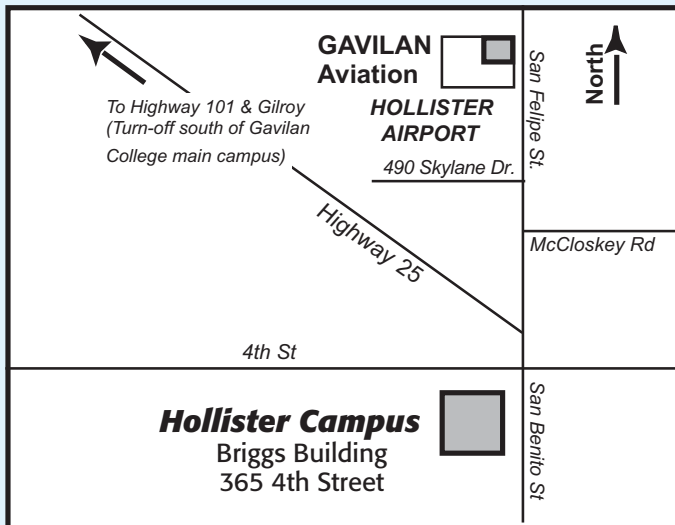 GAVILAN
Aviation
San Felipe St.
North
To Highway 101 & Gilroy
(Turn-off south of Gavilan
College main campus)
HOLLISTER
AIRPORT
490 Skylane Dr.
Highway 25
McCloskey Rd
4th St
Hollister Campus
Briggs Building
365 4th Street
San Benito St